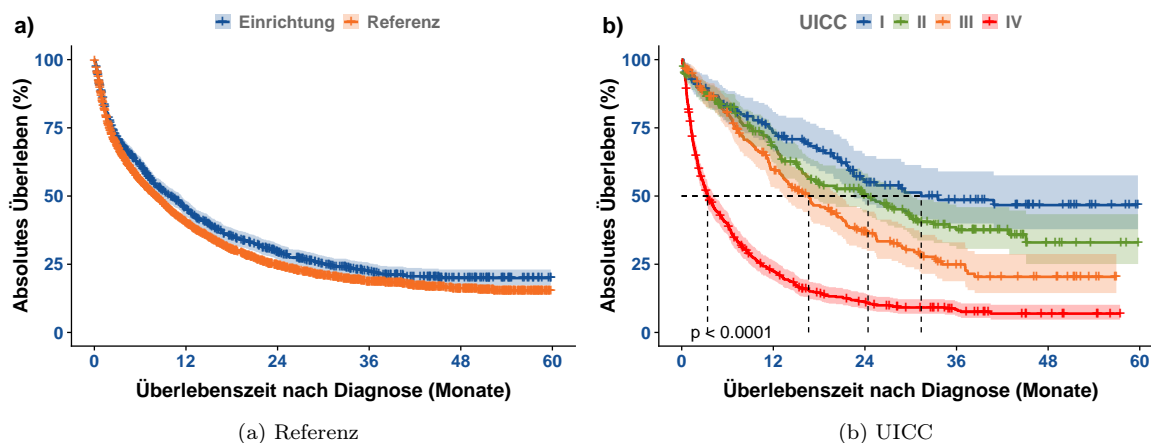 a)
Einrichtung Referenz
Absolutes Überleben (%)
100
75
50
25
0
0 12 24 36 48 60
Überlebenszeit nach Diagnose (Monate)
(a) Referenz
b)
UICC I II III IV
Absolutes Überleben (%)
100
75
50
25
0
p < 0.0001
0 12 24 36 48 60
Überlebenszeit nach Diagnose (Monate)
(b) UICC